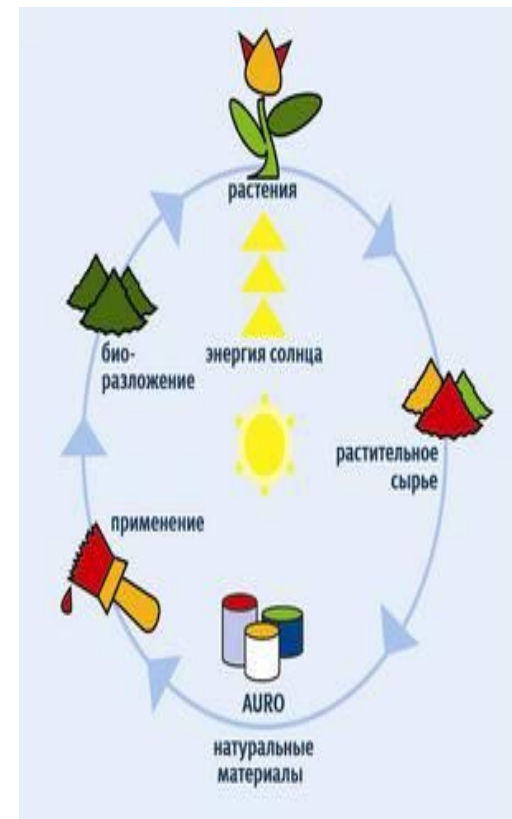 растения
энергия солнца
био-
разложение
растительное
сырье
применение
AURO
натуральные
материалы